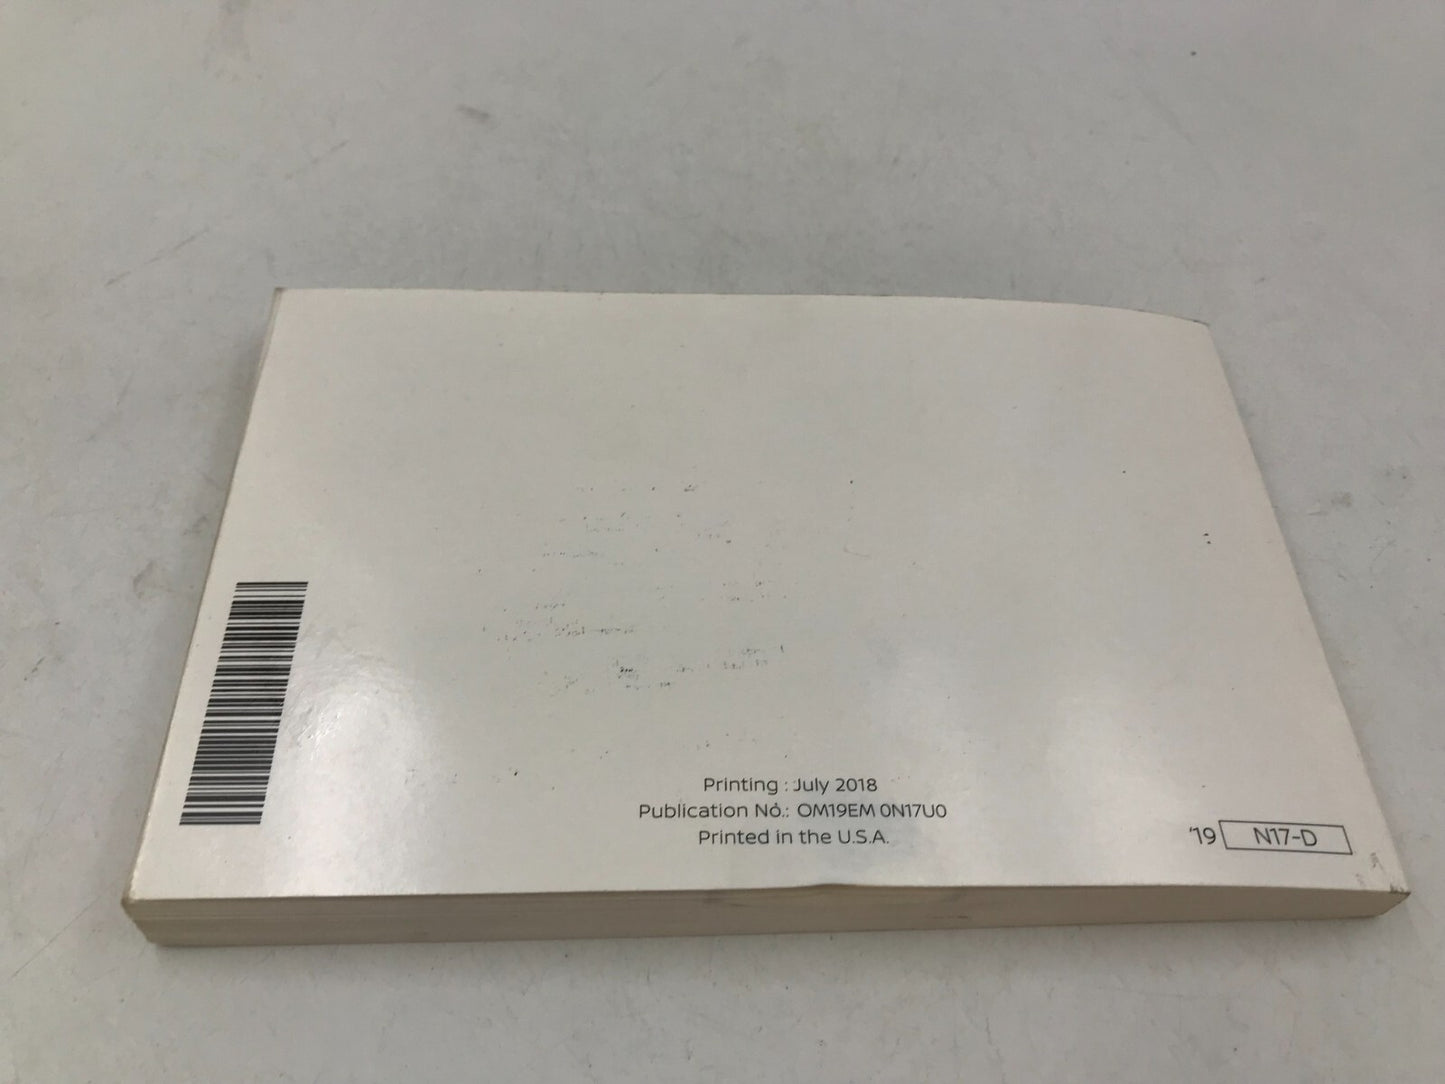 Printing : July 2018
Publication No.: OM19EM 0N17U0
Printed in the U.S.A.
'19 N17-D